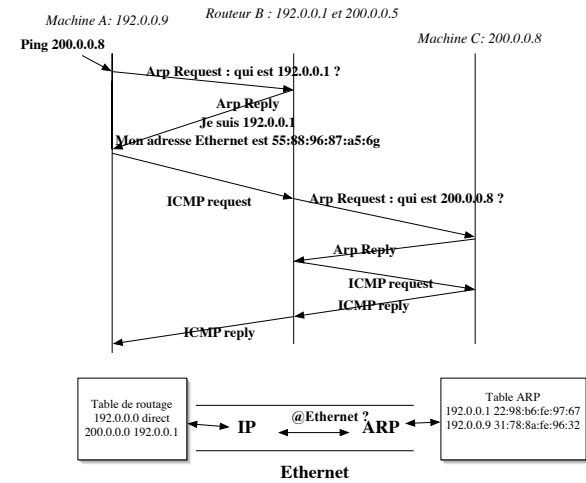 Machine A: 192.0.0.9
Routeur B : 192.0.0.1 et 200.0.0.5
Machine C: 200.0.0.8
Ping 200.0.0.8
Arp Request : qui est 192.0.0.1 ?
Arp Reply
Je suis 192.0.0.1
Mon adresse Ethernet est 55:88:96:87:a5:6g
ICMP request
Arp Request : qui est 200.0.0.8 ?
Arp Reply
ICMP request
ICMP reply
ICMP reply
Table de routage
192.0.0.0 direct
200.0.0.0 192.0.0.1
IP
@Ethernet ?
ARP
Table ARP
192.0.0.1 22:98:b6:fe:97:67
192.0.0.9 31:78:8a:fe:96:32
Ethernet